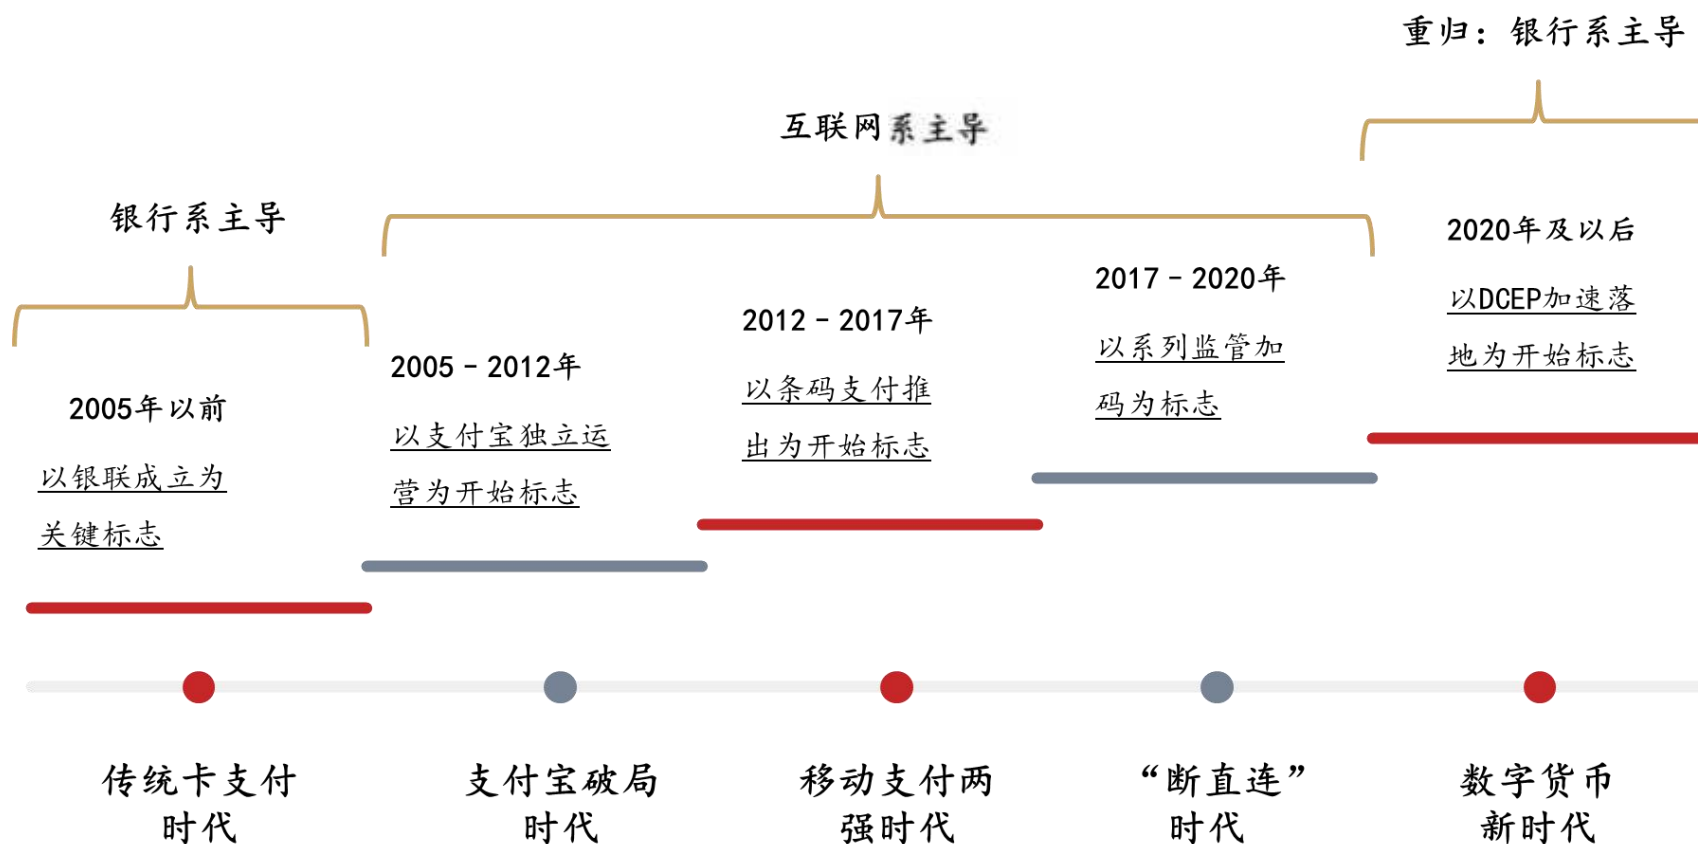 重归：银行系主导
互联网系主导
银行系主导
2005年以前
以银联成立为
关键标志
2005－2012年
以支付宝独立运
营为开始标志
2012－2017年
以条码支付推
出为开始标志
2017－2020年
以系列监管加
码为标志
2020年及以后
以DCEP加速落
地为开始标志
传统卡支付
时代
支付宝破局
时代
移动支付两
强时代
“断直连”
时代
数字货币
新时代